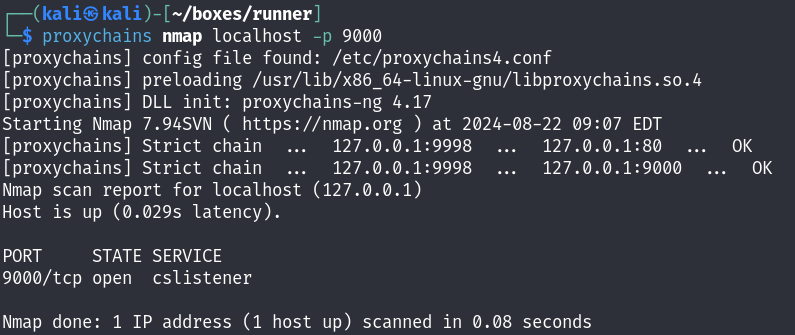 ┌──(kali㉿kali)-[~/boxes/runner]
└─$ proxychains nmap localhost -p 9000
[proxychains] config file found: /etc/proxychains4.conf
[proxychains] preloading /usr/lib/x86_64-linux-gnu/libproxychains.so.4
[proxychains] DLL init: proxychains-ng 4.17
Starting Nmap 7.94SVN ( https://nmap.org ) at 2024-08-22 09:07 EDT
[proxychains] Strict chain  ...  127.0.0.1:9998  ...  127.0.0.1:80  ...  OK
[proxychains] Strict chain  ...  127.0.0.1:9998  ...  127.0.0.1:9000  ...  OK
Nmap scan report for localhost (127.0.0.1)
Host is up (0.029s latency).
PORT     STATE SERVICE
9000/tcp open  cslistener
Nmap done: 1 IP address (1 host up) scanned in 0.08 seconds